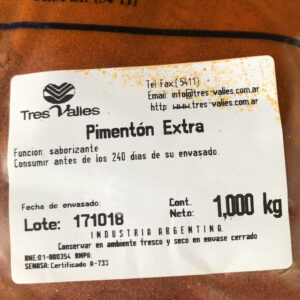 Tres Valles
Tel Fax:(5411)
Email: info@tres-valles.com.ar
http: www.tres-valles.com.ar
Pimentón Extra
Funcion: saborizante
Consumir antes de los 240 dias de su envasado.
Fecha de envasado:
Lote: 171018
Cont. Neto: 1,000 kg
INDUSTRIA ARGENTINA
Conservar en ambiente fresco y seco en envase cerrado
RNE:01-000354 RNPA:
SENASA:Certificado A-733